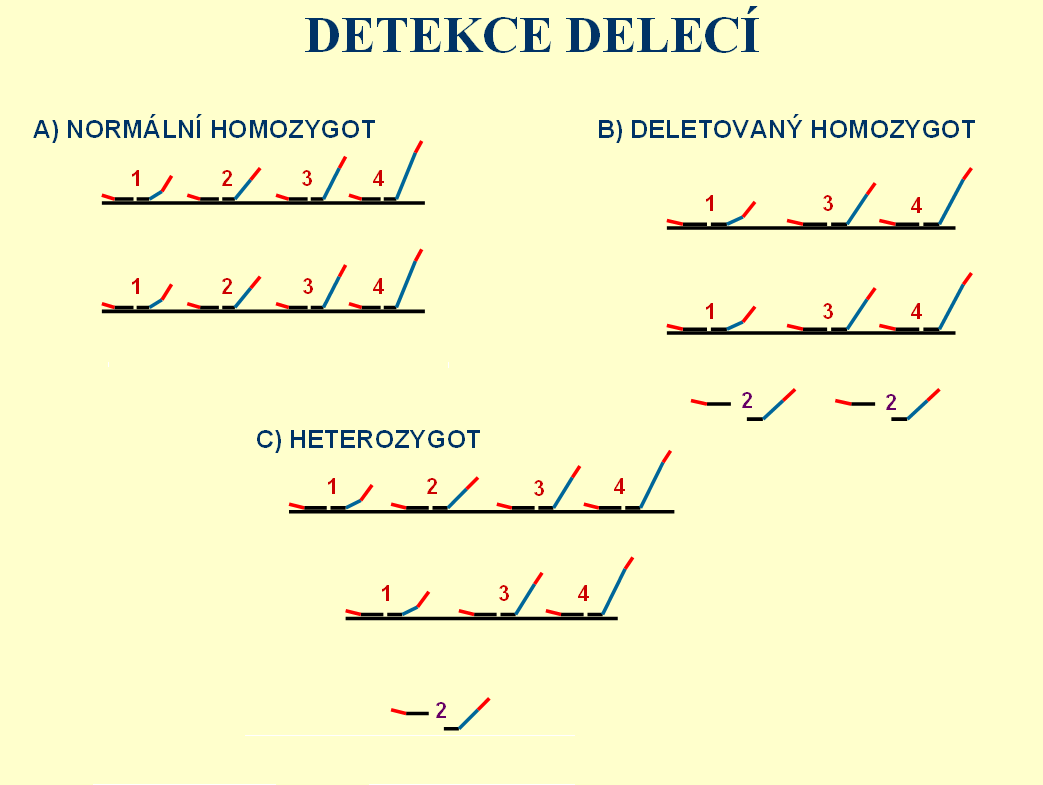 DETEKCE DELECÍ
A) NORMÁLNÍ HOMOZYGOT
1 2 3 4
1 2 3 4
B) DELETOVANÝ HOMOZYGOT
1 3 4
1 3 4
2 2
C) HETEROZYGOT
1 2 3 4
1 3 4
2